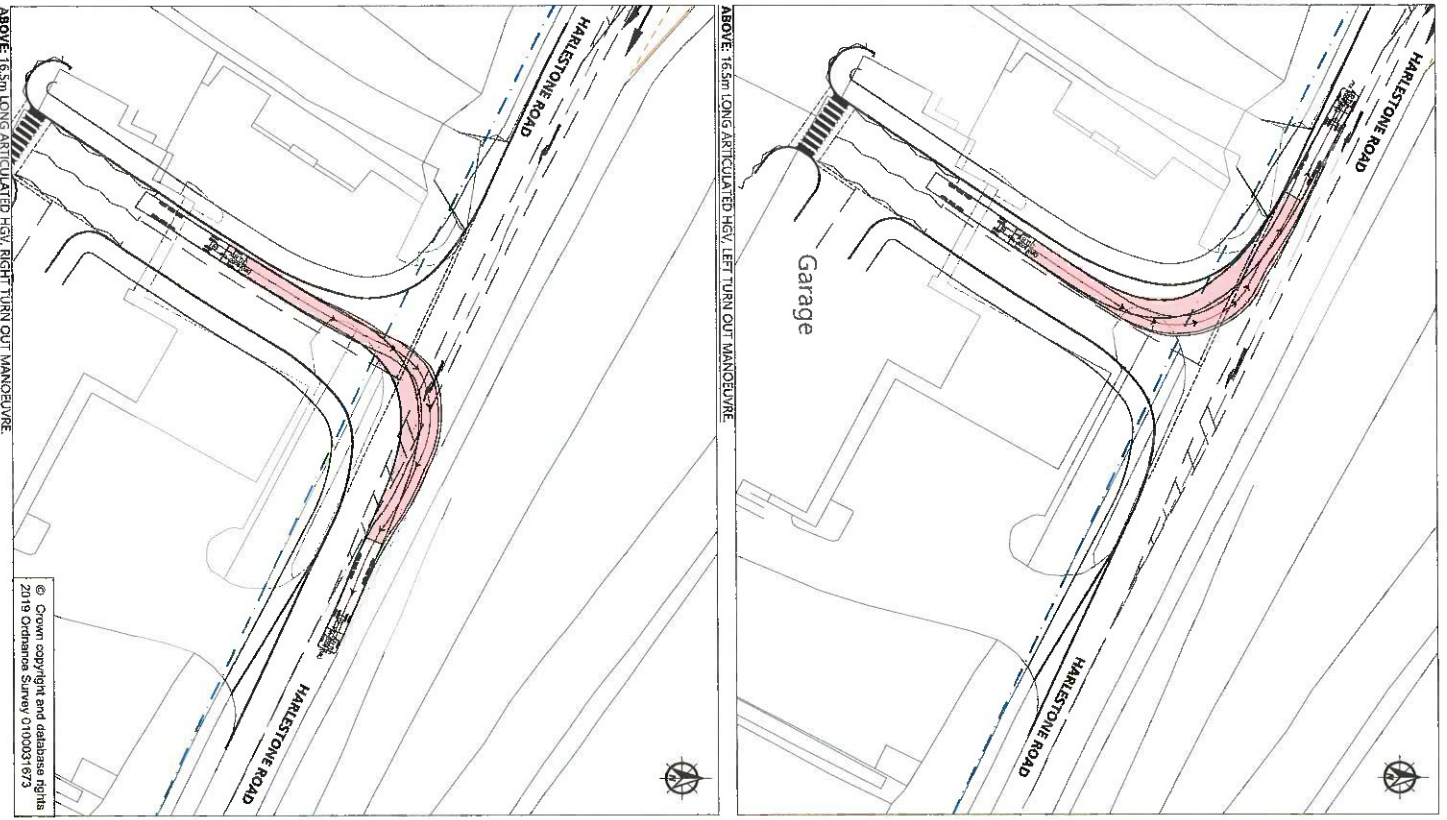 HARLESTONE ROAD
HARLESTONE ROAD
© Crown copyright and database rights
2019 Ordnance Survey 0100031673
N
ABOVE: 16.5m LONG ARTICULATED HGV, RIGHT TURN OUT MANOEUVRE.
HARLESTONE ROAD
Garage
HARLESTONE ROAD
N
ABOVE: 16.5m LONG ARTICULATED HGV, LEFT TURN OUT MANOEUVRE.